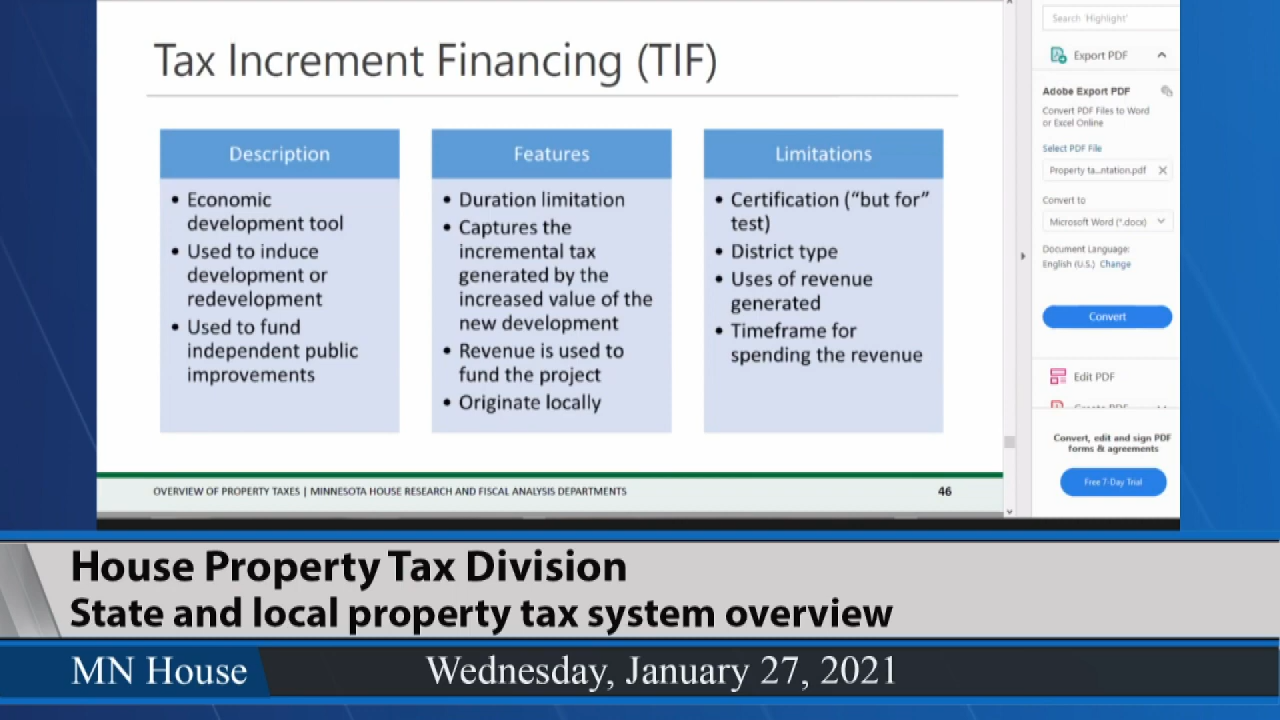 Tax Increment Financing (TIF)
Description
• Economic
development tool
• Used to induce
development or
redevelopment
• Used to fund
independent public
improvements
Features
• Duration limitation
• Captures the
incremental tax
generated by the
increased value of the
new development
• Revenue is used to
fund the project
• Originate locally
Limitations
• Certification (“but for”
test)
• District type
• Uses of revenue
generated
• Timeframe for
spending the revenue
OVERVIEW OF PROPERTY TAXES | MINNESOTA HOUSE RESEARCH AND FISCAL ANALYSIS DEPARTMENTS
46
Search 'Highlight'
Export PDF
Adobe Export PDF
Convert PDF Files to Word
or Excel Online
Select PDF File
Property ta...ntation.pdf
Convert to
Microsoft Word (*.docx)
Document Language:
English (U.S.) Change
Convert
Edit PDF
Create PDF
Convert, edit and sign PDF
forms & agreements
Free 7-Day Trial
House Property Tax Division
State and local property tax system overview
MN House
Wednesday, January 27, 2021